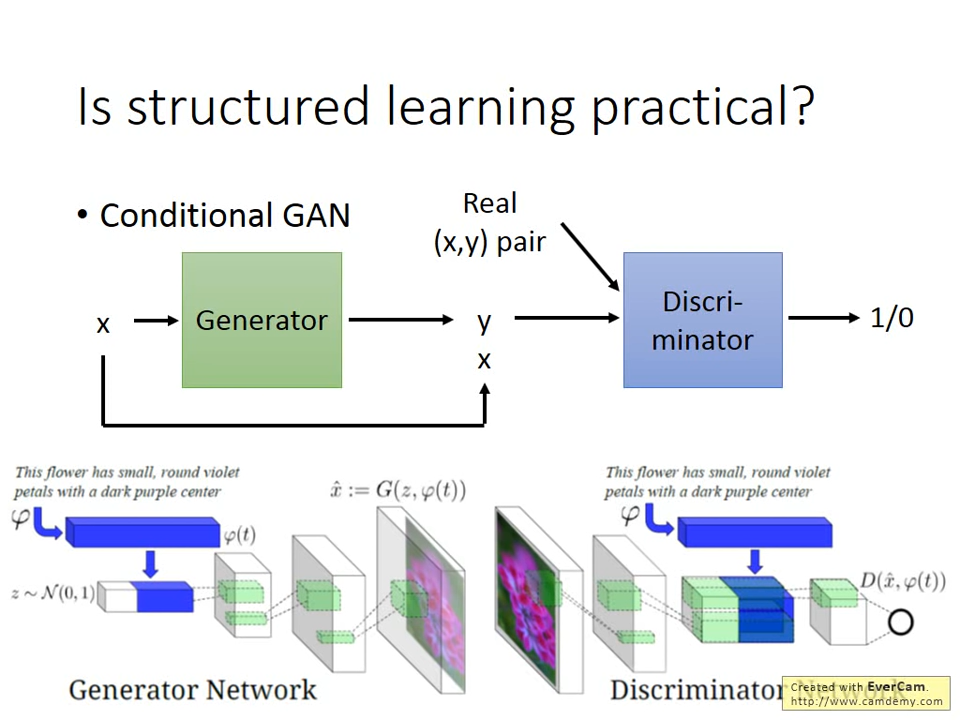 Is structured learning practical?
• Conditional GAN
Real
(x,y) pair
x
Generator
y
x
Discri-
minator
1/0
This flower has small, round violet
petals with a dark purple center
φ
φ(t)
z ~ 𝒩(0,1)
x̂ := G(z, φ(t))
Generator Network
This flower has small, round violet
petals with a dark purple center
φ
D(x̂, φ(t))
Discriminator Network
Created with EverCam.
http://www.camdemy.com